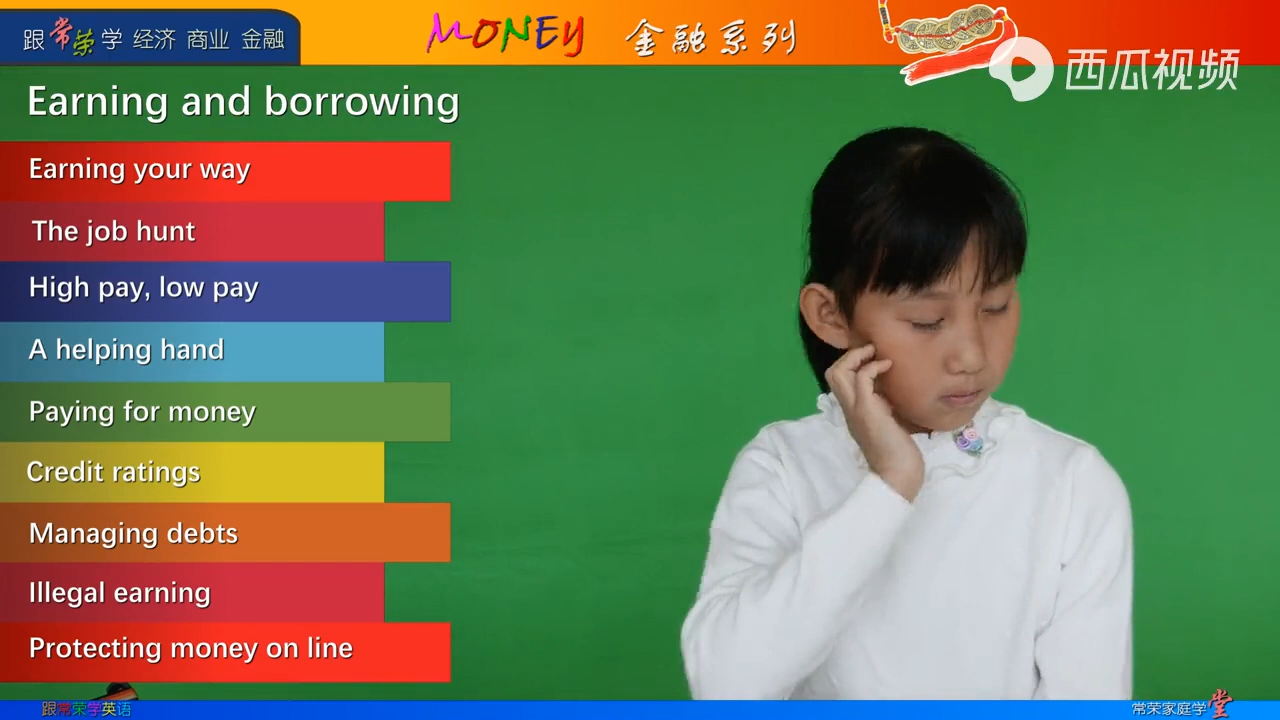 跟常荣学 经济 商业 金融
MONEY 金融系列
西瓜视频
Earning and borrowing
Earning your way
The job hunt
High pay, low pay
A helping hand
Paying for money
Credit ratings
Managing debts
Illegal earning
Protecting money on line
跟常荣学英语
常荣家庭学堂